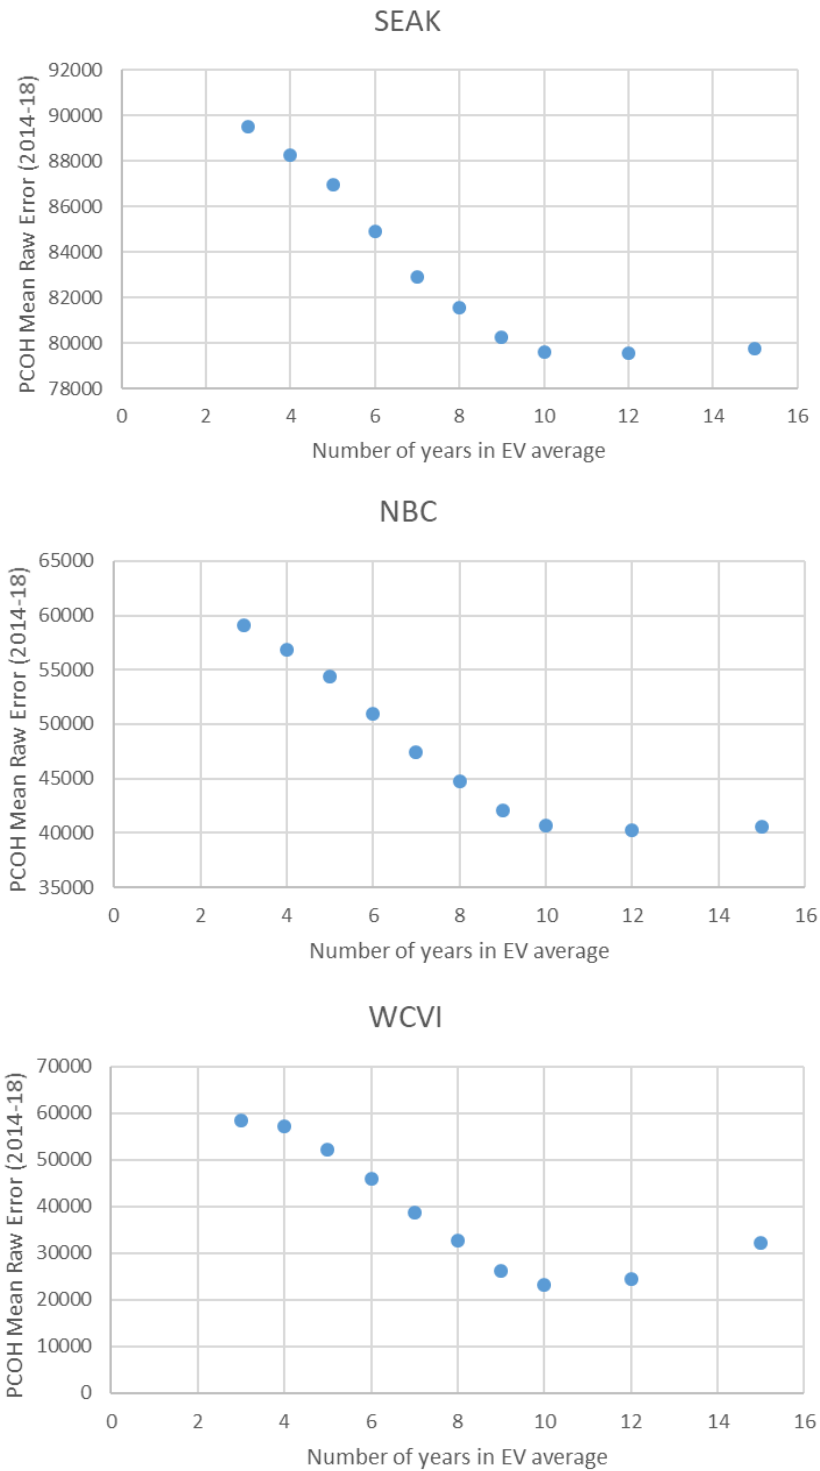 SEAK
PCOH Mean Raw Error (2014-18)
92000
90000
88000
86000
84000
82000
80000
78000
0 2 4 6 8 10 12 14 16
Number of years in EV average
NBC
PCOH Mean Raw Error (2014-18)
65000
60000
55000
50000
45000
40000
35000
0 2 4 6 8 10 12 14 16
Number of years in EV average
WCVI
PCOH Mean Raw Error (2014-18)
70000
60000
50000
40000
30000
20000
10000
0
0 2 4 6 8 10 12 14 16
Number of years in EV average